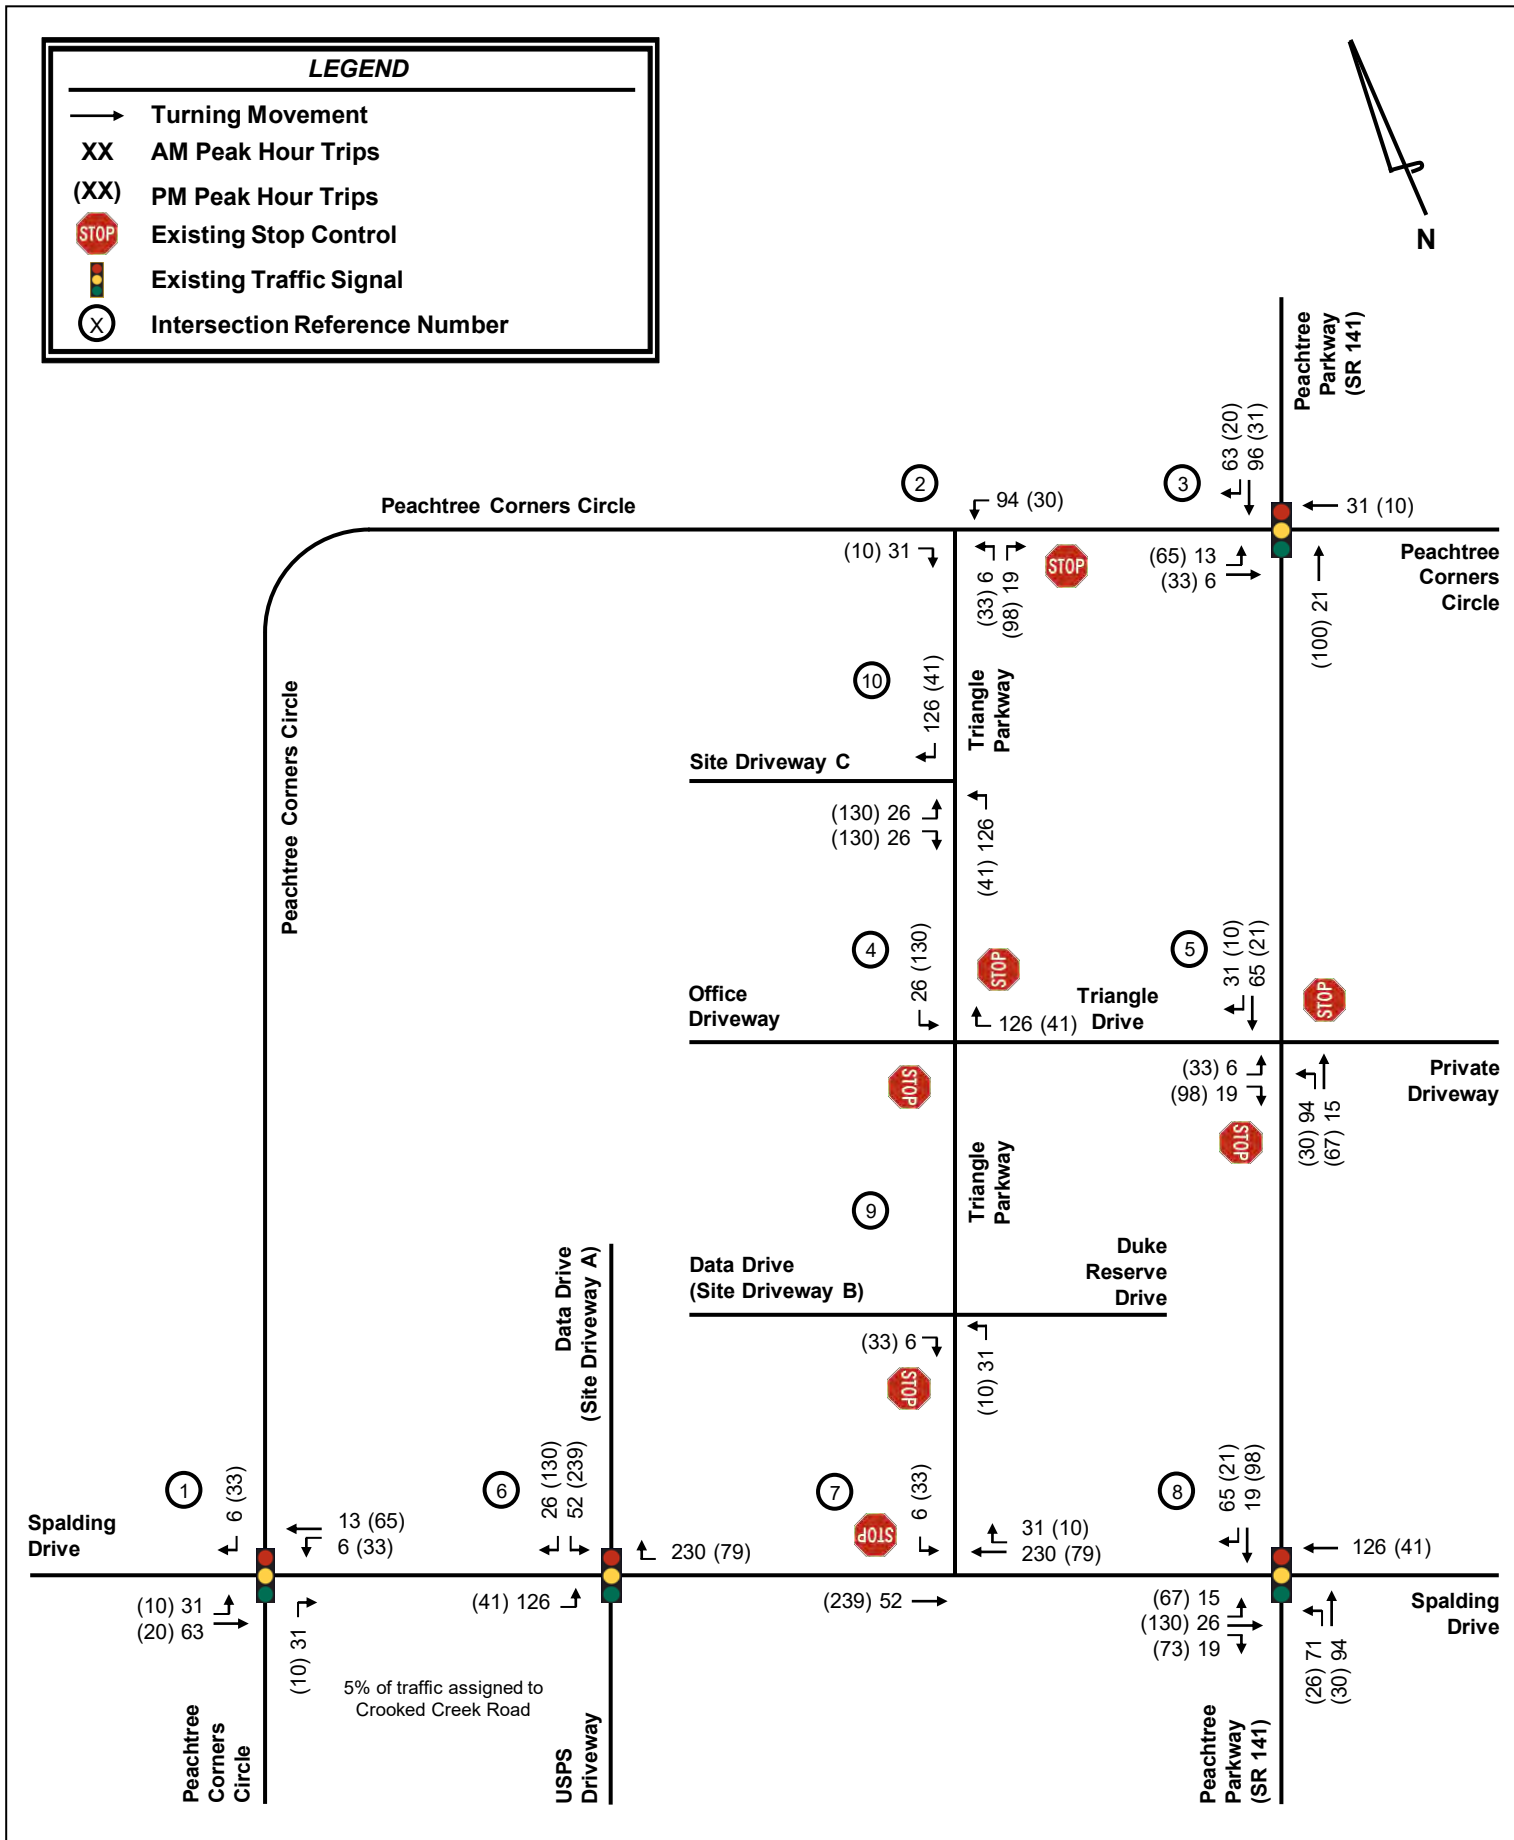 LEGEND
Turning Movement
XX AM Peak Hour Trips
(XX) PM Peak Hour Trips
STOP Existing Stop Control
Existing Traffic Signal
X Intersection Reference Number
N
Peachtree
Parkway
(SR 141)
63 (20)
96 (31)
2
3
Peachtree Corners Circle
94 (30)
31 (10)
(10) 31
(33) 6
(98) 19
STOP
(65) 13
(33) 6
(100) 21
Peachtree
Corners
Circle
10
126 (41)
Triangle
Parkway
Peachtree Corners Circle
Site Driveway C
(130) 26
(130) 26
(41) 126
4
26 (130)
STOP
5
31 (10)
65 (21)
STOP
Office
Driveway
126 (41)
Triangle
Drive
STOP
(33) 6
(98) 19
STOP
(30) 94
(67) 15
Private
Driveway
9
Triangle
Parkway
Data Drive
(Site Driveway A)
Data Drive
(Site Driveway B)
Duke
Reserve
Drive
(33) 6
STOP
(10) 31
1
6 (33)
6
26 (130)
52 (239)
7
STOP
6 (33)
8
65 (21)
19 (98)
Spalding
Drive
13 (65)
6 (33)
230 (79)
31 (10)
230 (79)
126 (41)
(10) 31
(20) 63
(10) 31
(41) 126
(239) 52
(67) 15
(130) 26
(73) 19
(26) 71
(30) 94
Spalding
Drive
5% of traffic assigned to
Crooked Creek Road
Peachtree
Corners
Circle
USPS
Driveway
Peachtree
Parkway
(SR 141)